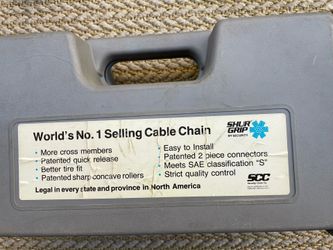 SHUR
GRIP
BY SECURITY
World's No. 1 Selling Cable Chain
• More cross members
• Patented quick release
• Better tire fit
• Patented sharp concave rollers
• Easy to Install
• Patented 2 piece connectors
• Meets SAE classification "S"
• Strict quality control
SCC
Legal in every state and province in North America